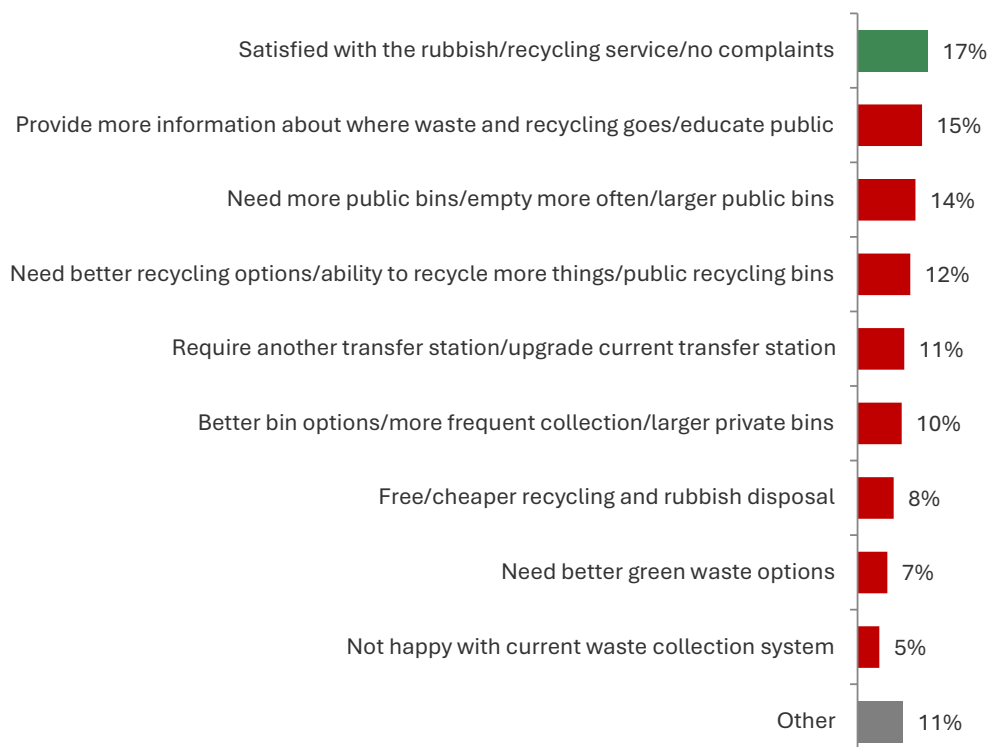 Satisfied with the rubbish/recycling service/no complaints 17%
Provide more information about where waste and recycling goes/educate public 15%
Need more public bins/empty more often/larger public bins 14%
Need better recycling options/ability to recycle more things/public recycling bins 12%
Require another transfer station/upgrade current transfer station 11%
Better bin options/more frequent collection/larger private bins 10%
Free/cheaper recycling and rubbish disposal 8%
Need better green waste options 7%
Not happy with current waste collection system 5%
Other 11%